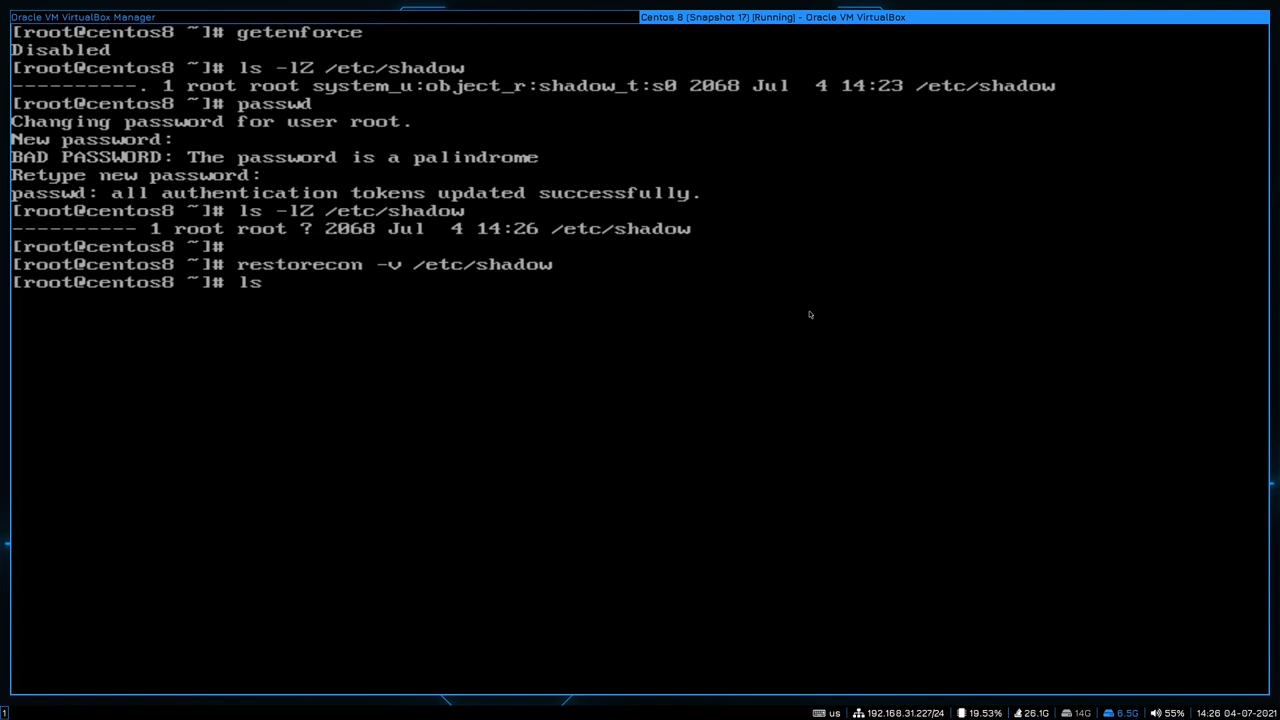 Oracle VM VirtualBox Manager
Centos 8 (Snapshot 17) [Running] - Oracle VM VirtualBox
[root@centos8 ~]# getenforce
Disabled
[root@centos8 ~]# ls -lZ /etc/shadow
----------. 1 root root system_u:object_r:shadow_t:s0 2068 Jul  4 14:23 /etc/shadow
[root@centos8 ~]# passwd
Changing password for user root.
New password:
BAD PASSWORD: The password is a palindrome
Retype new password:
passwd: all authentication tokens updated successfully.
[root@centos8 ~]# ls -lZ /etc/shadow
---------- 1 root root ? 2068 Jul  4 14:26 /etc/shadow
[root@centos8 ~]#
[root@centos8 ~]# restorecon -v /etc/shadow
[root@centos8 ~]# ls
1 us 192.168.31.227/24 19.53% 26.1G 14G 6.5G 55% 14:26 04-07-2021